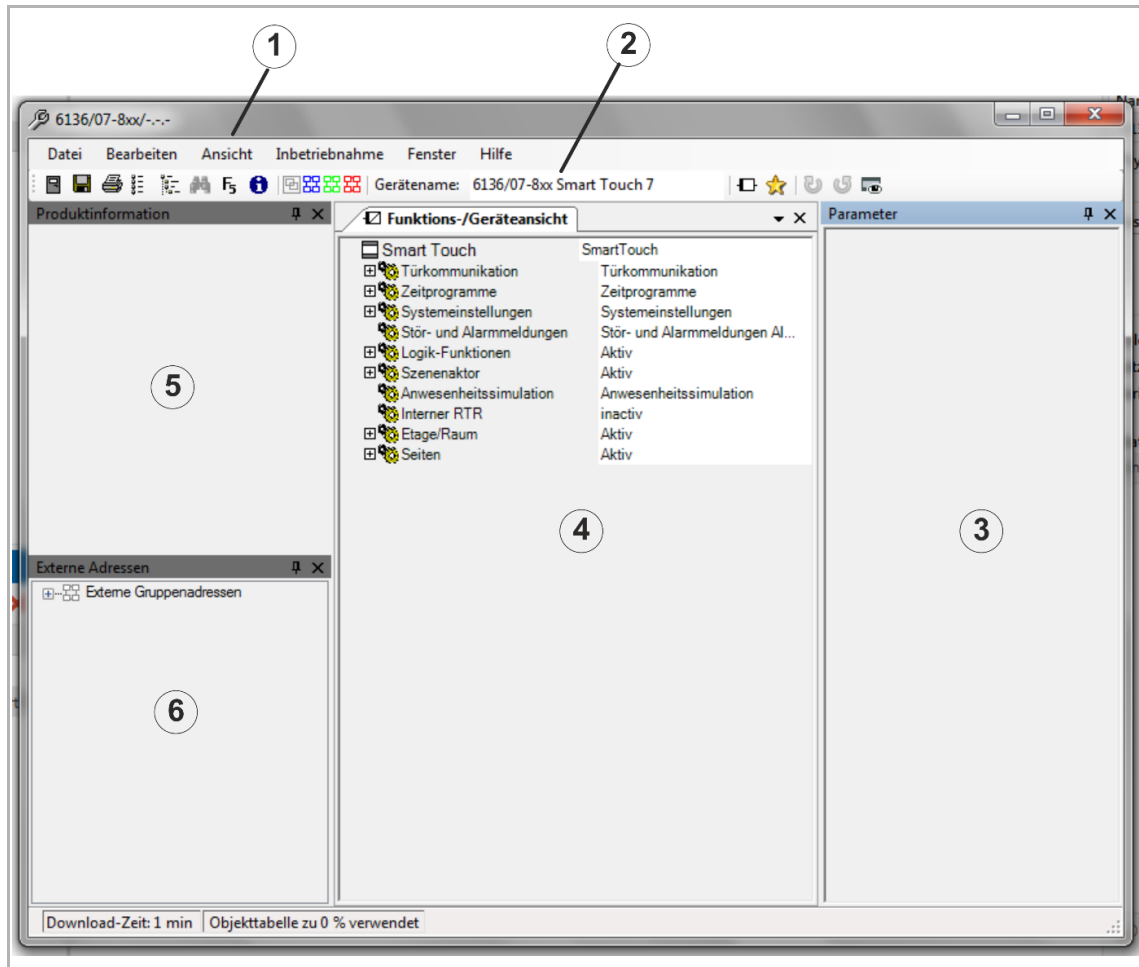 1
2
6136/07-8xx/-.-.-
Datei Bearbeiten Ansicht Inbetriebnahme Fenster Hilfe
F5 Gerätename: 6136/07-8xx Smart Touch 7
Produktinformation
Funktions-/Geräteansicht
Parameter
Smart Touch SmartTouch
Türkommunikation Türkommunikation
Zeitprogramme Zeitprogramme
Systemeinstellungen Systemeinstellungen
Stör- und Alarmmeldungen Stör- und Alarmmeldungen Al...
Logik-Funktionen Aktiv
Szenenaktor Aktiv
Anwesenheitssimulation Anwesenheitssimulation
Interner RTR inactiv
Etage/Raum Aktiv
Seiten Aktiv
5
4
3
Externe Adressen
Externe Gruppenadressen
6
Download-Zeit: 1 min Objekttabelle zu 0 % verwendet